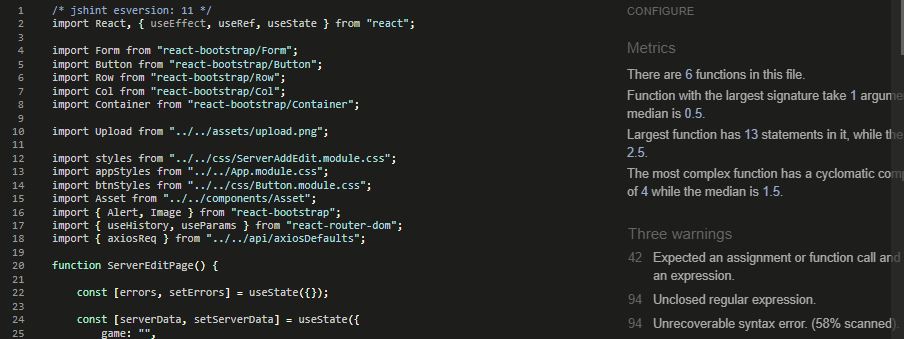 1 /* jshint esversion: 11 */
2 import React, { useEffect, useRef, useState } from "react";
3
4 import Form from "react-bootstrap/Form";
5 import Button from "react-bootstrap/Button";
6 import Row from "react-bootstrap/Row";
7 import Col from "react-bootstrap/Col";
8 import Container from "react-bootstrap/Container";
9
10 import Upload from "../../assets/upload.png";
11
12 import styles from "../../css/ServerAddEdit.module.css";
13 import appStyles from "../../App.module.css";
14 import btnStyles from "../../css/Button.module.css";
15 import Asset from "../../components/Asset";
16 import { Alert, Image } from "react-bootstrap";
17 import { useHistory, useParams } from "react-router-dom";
18 import { axiosReq } from "../../api/axiosDefaults";
19
20 function ServerEditPage() {
21
22 const [errors, setErrors] = useState({});
23
24 const [serverData, setServerData] = useState({
25 game: "",
CONFIGURE
Metrics
There are 6 functions in this file.
Function with the largest signature take 1 argume
median is 0.5.
Largest function has 13 statements in it, while the
2.5.
The most complex function has a cyclomatic com
of 4 while the median is 1.5.
Three warnings
42 Expected an assignment or function call and
an expression.
94 Unclosed regular expression.
94 Unrecoverable syntax error. (58% scanned).